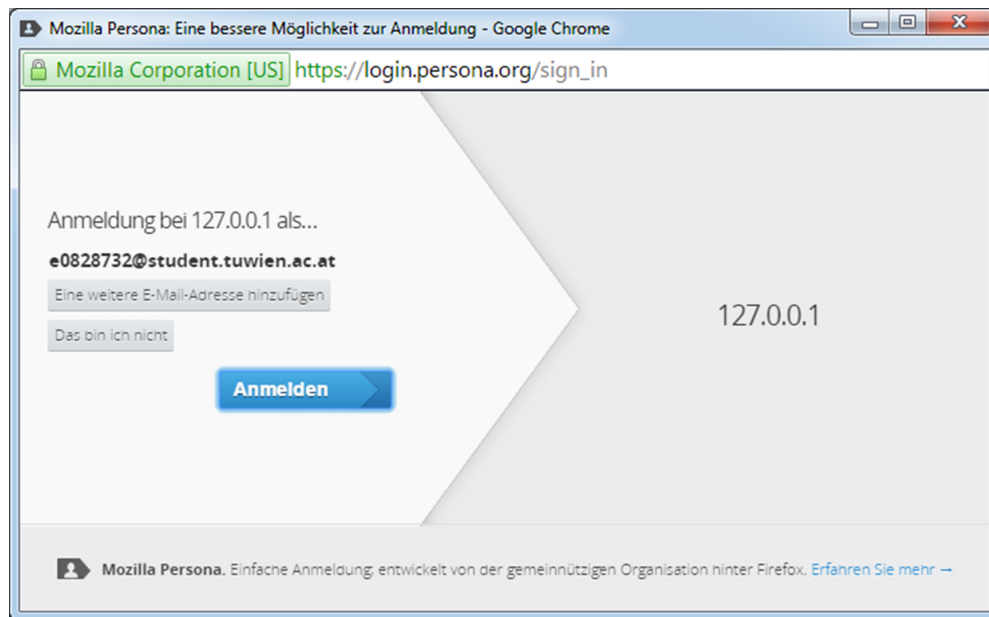 Mozilla Persona: Eine bessere Möglichkeit zur Anmeldung - Google Chrome
Mozilla Corporation [US] https://login.persona.org/sign_in
Anmeldung bei 127.0.0.1 als...
e0828732@student.tuwien.ac.at
Eine weitere E-Mail-Adresse hinzufügen
Das bin ich nicht
Anmelden
127.0.0.1
Mozilla Persona. Einfache Anmeldung, entwickelt von der gemeinnützigen Organisation hinter Firefox. Erfahren Sie mehr →